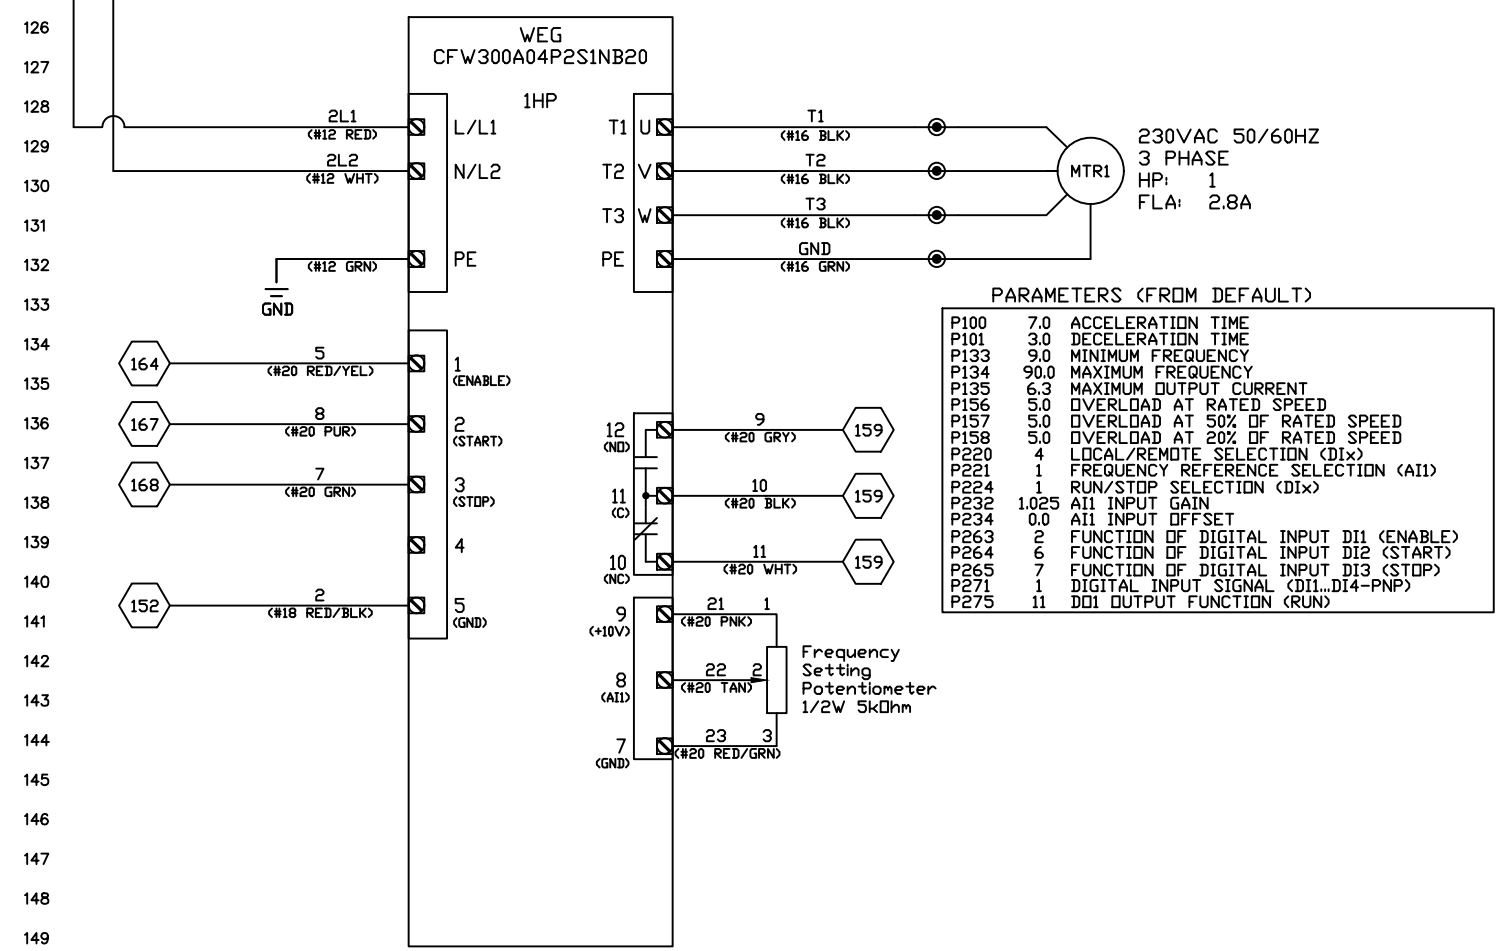 126
WEG
CFW300A04P2S1NB20
127
1HP
128
2L1
(#12 RED)
L/L1
T1 U
T1
(#16 BLK)
230VAC 50/60HZ
3 PHASE
HP: 1
FLA: 2.8A
129
2L2
(#12 WHT)
N/L2
T2 V
T2
(#16 BLK)
MTR1
130
T3 W
T3
(#16 BLK)
131
132
(#12 GRN)
PE
PE
GND
(#16 GRN)
GND
133
PARAMETERS (FROM DEFAULT)
P100 7.0 ACCELERATION TIME
P101 3.0 DECELERATION TIME
P133 9.0 MINIMUM FREQUENCY
P134 90.0 MAXIMUM FREQUENCY
P135 6.3 MAXIMUM OUTPUT CURRENT
P156 5.0 OVERLOAD AT RATED SPEED
P157 5.0 OVERLOAD AT 50% OF RATED SPEED
P158 5.0 OVERLOAD AT 20% OF RATED SPEED
P220 4 LOCAL/REMOTE SELECTION (DIx)
P221 1 FREQUENCY REFERENCE SELECTION (AI1)
P224 1 RUN/STOP SELECTION (DIx)
P232 1.025 AI1 INPUT GAIN
P234 0.0 AI1 INPUT OFFSET
P263 2 FUNCTION OF DIGITAL INPUT DI1 (ENABLE)
P264 6 FUNCTION OF DIGITAL INPUT DI2 (START)
P265 7 FUNCTION OF DIGITAL INPUT DI3 (STOP)
P271 1 DIGITAL INPUT SIGNAL (DI1...DI4-PNP)
P275 11 DO1 OUTPUT FUNCTION (RUN)
134
164
5
(#20 RED/YEL)
1
(ENABLE)
135
136
167
8
(#20 PUR)
2
(START)
12
(NO)
9
(#20 GRY)
159
137
168
7
(#20 GRN)
3
(STOP)
138
11
(C)
10
(#20 BLK)
159
139
4
10
(NC)
11
(#20 WHT)
159
140
152
2
(#18 RED/BLK)
5
(GND)
141
9
(+10V)
21 1
(#20 PNK)
142
8
(AI1)
22 2
(#20 TAN)
Frequency
Setting
Potentiometer
1/2W 5kOhm
143
144
7
(GND)
23 3
(#20 RED/GRN)
145
146
147
148
149